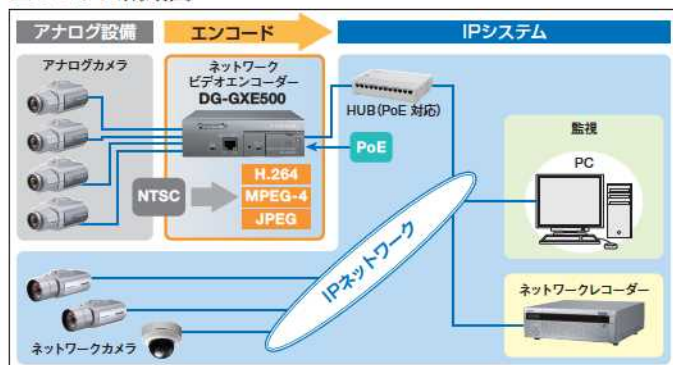 アナログ設備
エンコード
IPシステム
アナログカメラ
ネットワーク
ビデオエンコーダー
DG-GXE500
HUB(PoE 対応)
PoE
NTSC
H.264
MPEG-4
JPEG
監視
PC
IPネットワーク
ネットワークレコーダー
ネットワークカメラ